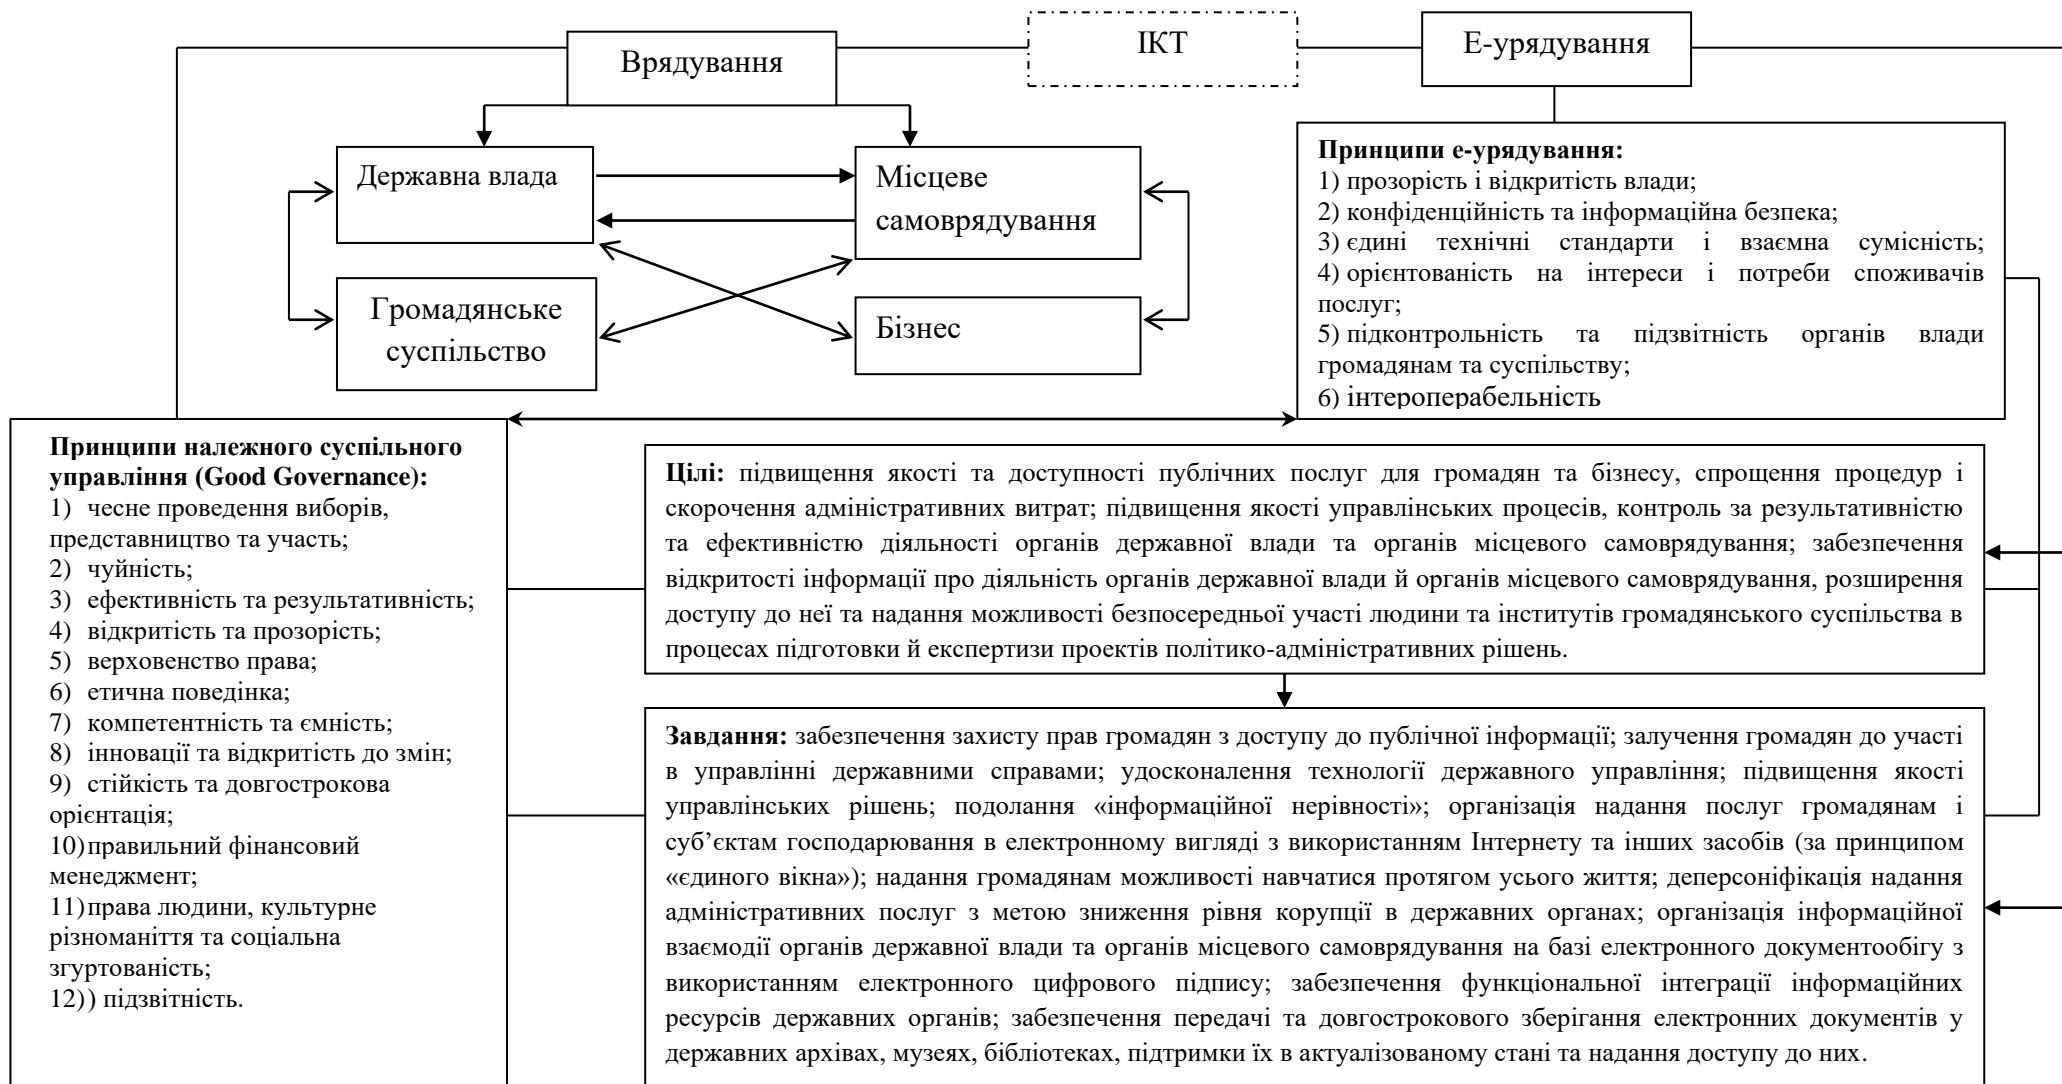 Врядування
ІКТ
Е-урядування
Державна влада
Місцеве
самоврядування
Громадянське
суспільство
Бізнес
Принципи е-урядування:
1) прозорість і відкритість влади;
2) конфіденційність та інформаційна безпека;
3) єдині технічні стандарти і взаємна сумісність;
4) орієнтованість на інтереси і потреби споживачів
послуг;
5) підконтрольність та підзвітність органів влади
громадянам та суспільству;
6) інтероперабельність
Принципи належного суспільного
управління (Good Governance):
1) чесне проведення виборів,
представництво та участь;
2) чуйність;
3) ефективність та результативність;
4) відкритість та прозорість;
5) верховенство права;
6) етична поведінка;
7) компетентність та ємність;
8) інновації та відкритість до змін;
9) стійкість та довгострокова
орієнтація;
10)правильний фінансовий
менеджмент;
11)права людини, культурне
різноманіття та соціальна
згуртованість;
12)) підзвітність.
Цілі: підвищення якості та доступності публічних послуг для громадян та бізнесу, спрощення процедур і
скорочення адміністративних витрат; підвищення якості управлінських процесів, контроль за результативністю
та ефективністю діяльності органів державної влади та органів місцевого самоврядування; забезпечення
відкритості інформації про діяльність органів державної влади й органів місцевого самоврядування, розширення
доступу до неї та надання можливості безпосередньої участі людини та інститутів громадянського суспільства в
процесах підготовки й експертизи проектів політико-адміністративних рішень.
Завдання: забезпечення захисту прав громадян з доступу до публічної інформації; залучення громадян до участі
в управлінні державними справами; удосконалення технології державного управління; підвищення якості
управлінських рішень; подолання «інформаційної нерівності»; організація надання послуг громадянам і
суб’єктам господарювання в електронному вигляді з використанням Інтернету та інших засобів (за принципом
«єдиного вікна»); надання громадянам можливості навчатися протягом усього життя; деперсоніфікація надання
адміністративних послуг з метою зниження рівня корупції в державних органах; організація інформаційної
взаємодії органів державної влади та органів місцевого самоврядування на базі електронного документообігу з
використанням електронного цифрового підпису; забезпечення функціональної інтеграції інформаційних
ресурсів державних органів; забезпечення передачі та довгострокового зберігання електронних документів у
державних архівах, музеях, бібліотеках, підтримки їх в актуалізованому стані та надання доступу до них.